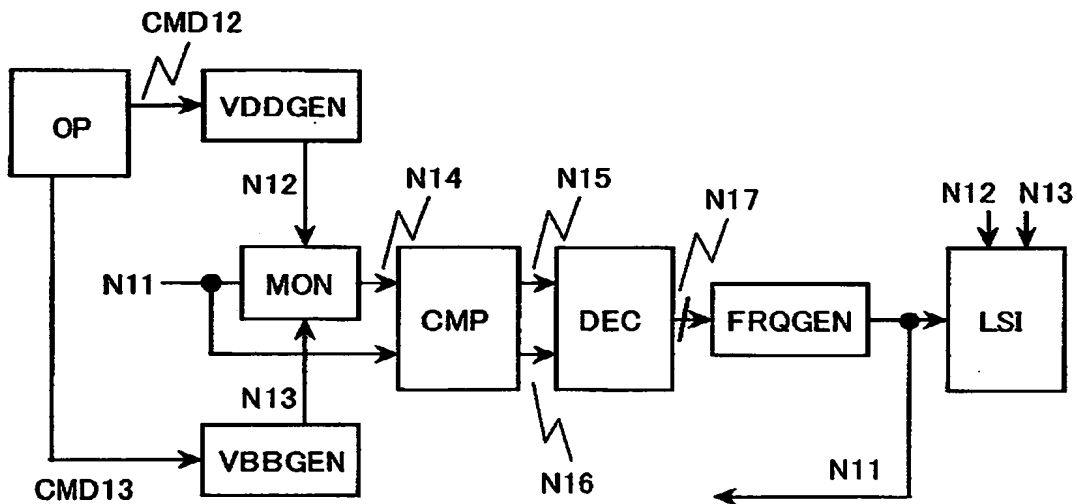 CMD12
OP
VDDGEN
N12
N14
N15
N17
N12 N13
N11
MON
CMP
DEC
FRQGEN
LSI
N13
VBBGEN
CMD13
N16
N11